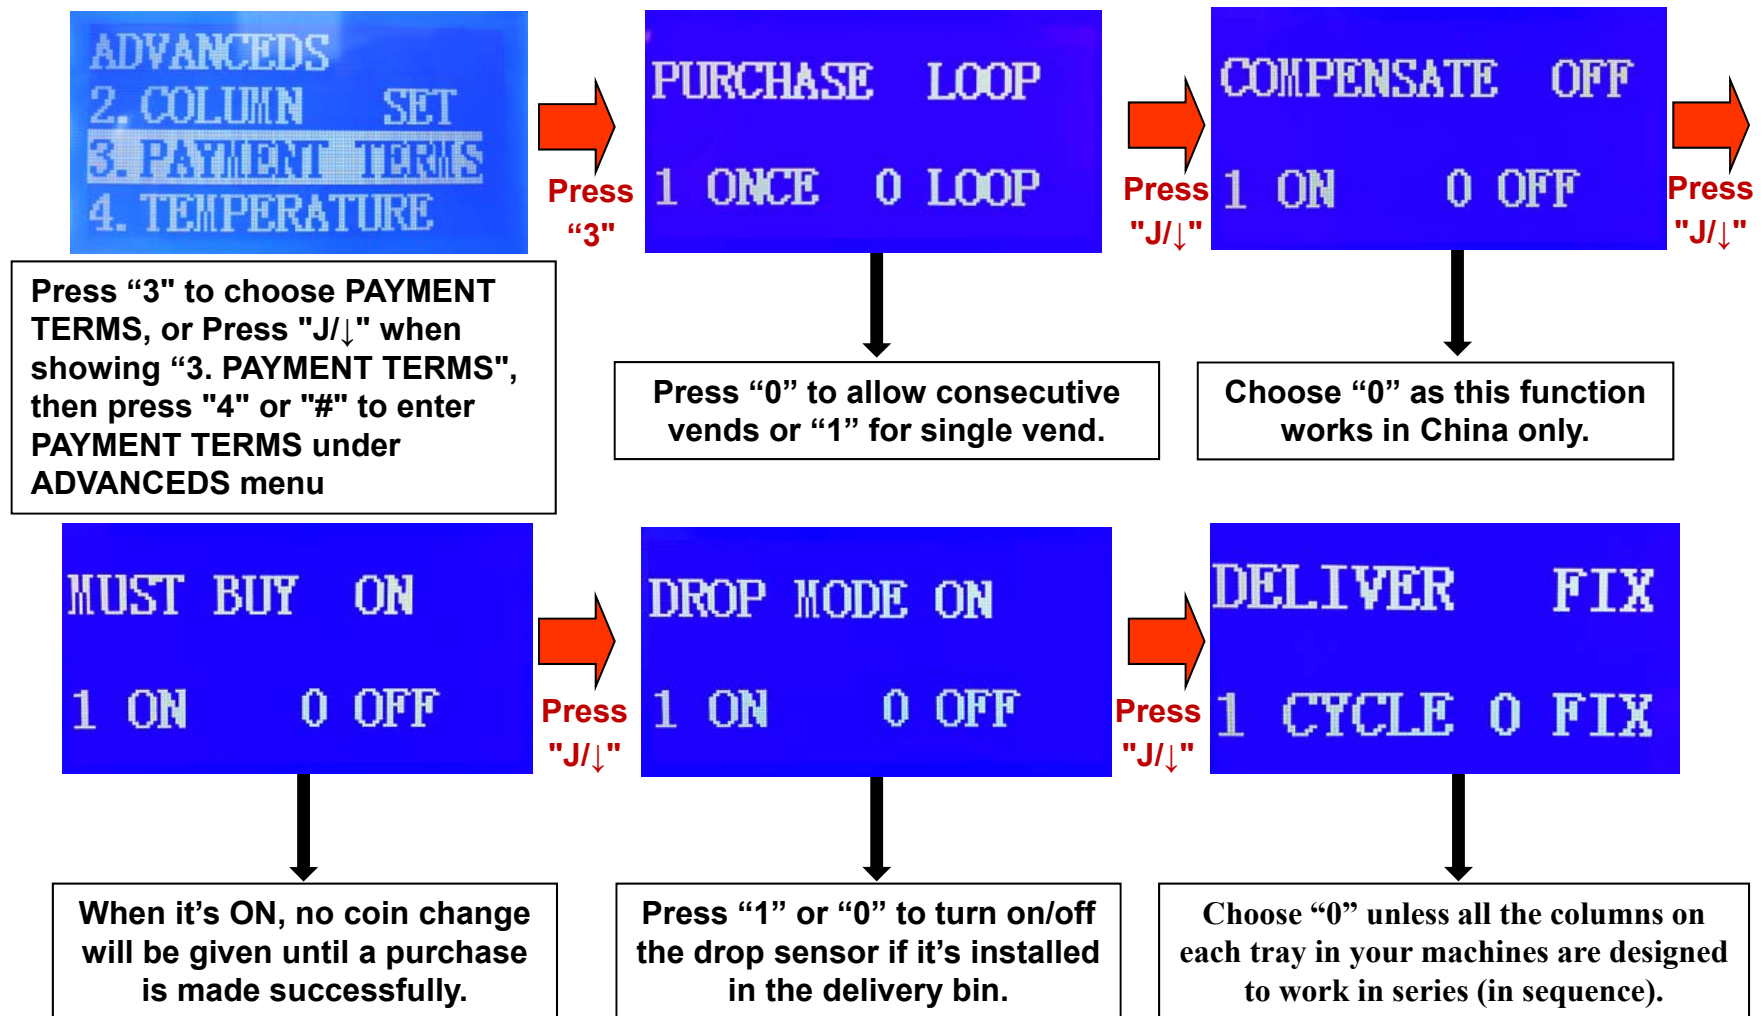 ADVANCEDS
2. COLUMN SET
3. PAYMENT TERMS
4. TEMPERATURE
Press
“3”
PURCHASE LOOP
1 ONCE 0 LOOP
Press
"J/↓"
COMPENSATE OFF
1 ON 0 OFF
Press
"J/↓"
Press “3" to choose PAYMENT
TERMS, or Press "J/↓" when
showing “3. PAYMENT TERMS",
then press "4" or "#" to enter
PAYMENT TERMS under
ADVANCEDS menu
Press “0” to allow consecutive
vends or “1” for single vend.
Choose “0” as this function
works in China only.
MUST BUY ON
1 ON 0 OFF
Press
"J/↓"
DROP MODE ON
1 ON 0 OFF
Press
"J/↓"
DELIVER FIX
1 CYCLE 0 FIX
When it’s ON, no coin change
will be given until a purchase
is made successfully.
Press “1” or “0” to turn on/off
the drop sensor if it’s installed
in the delivery bin.
Choose “0” unless all the columns on
each tray in your machines are designed
to work in series (in sequence).